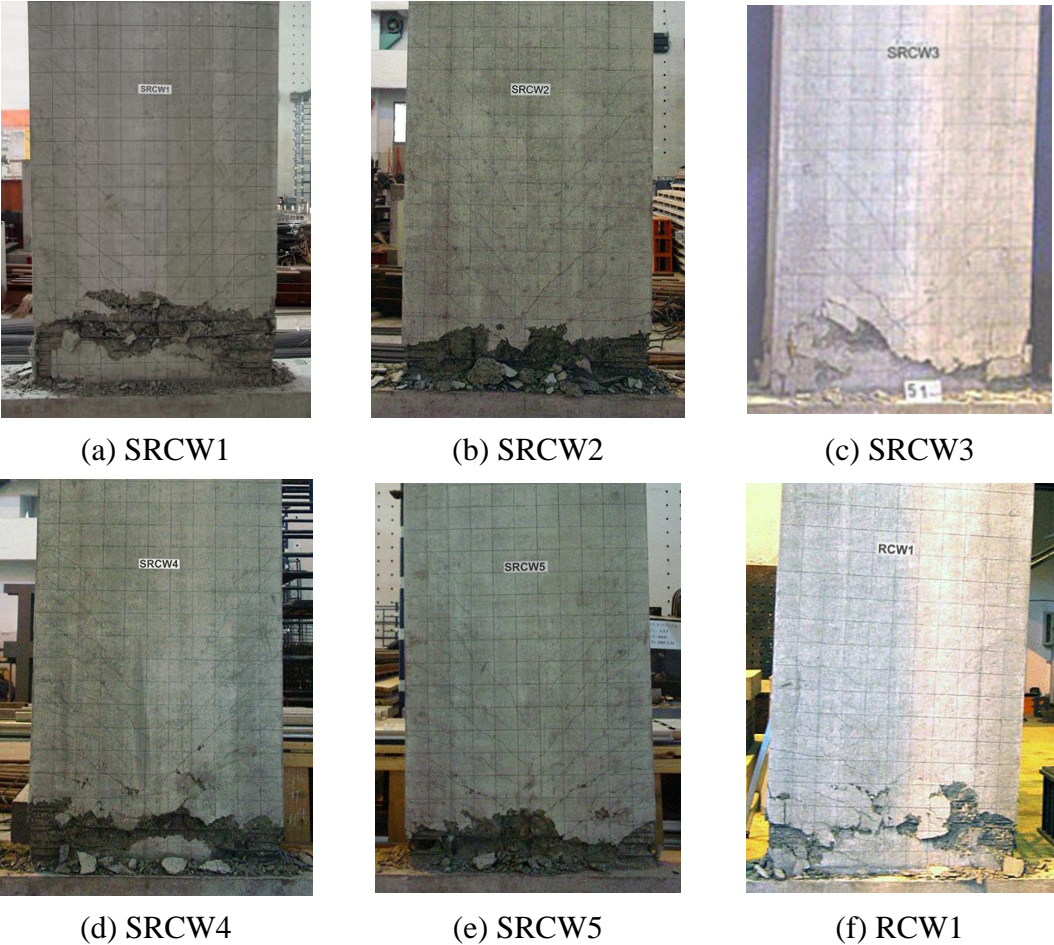 SRCW1
SRCW2
SRCW3
(a) SRCW1
(b) SRCW2
(c) SRCW3
51
SRCW4
SRCW5
RCW1
(d) SRCW4
(e) SRCW5
(f) RCW1